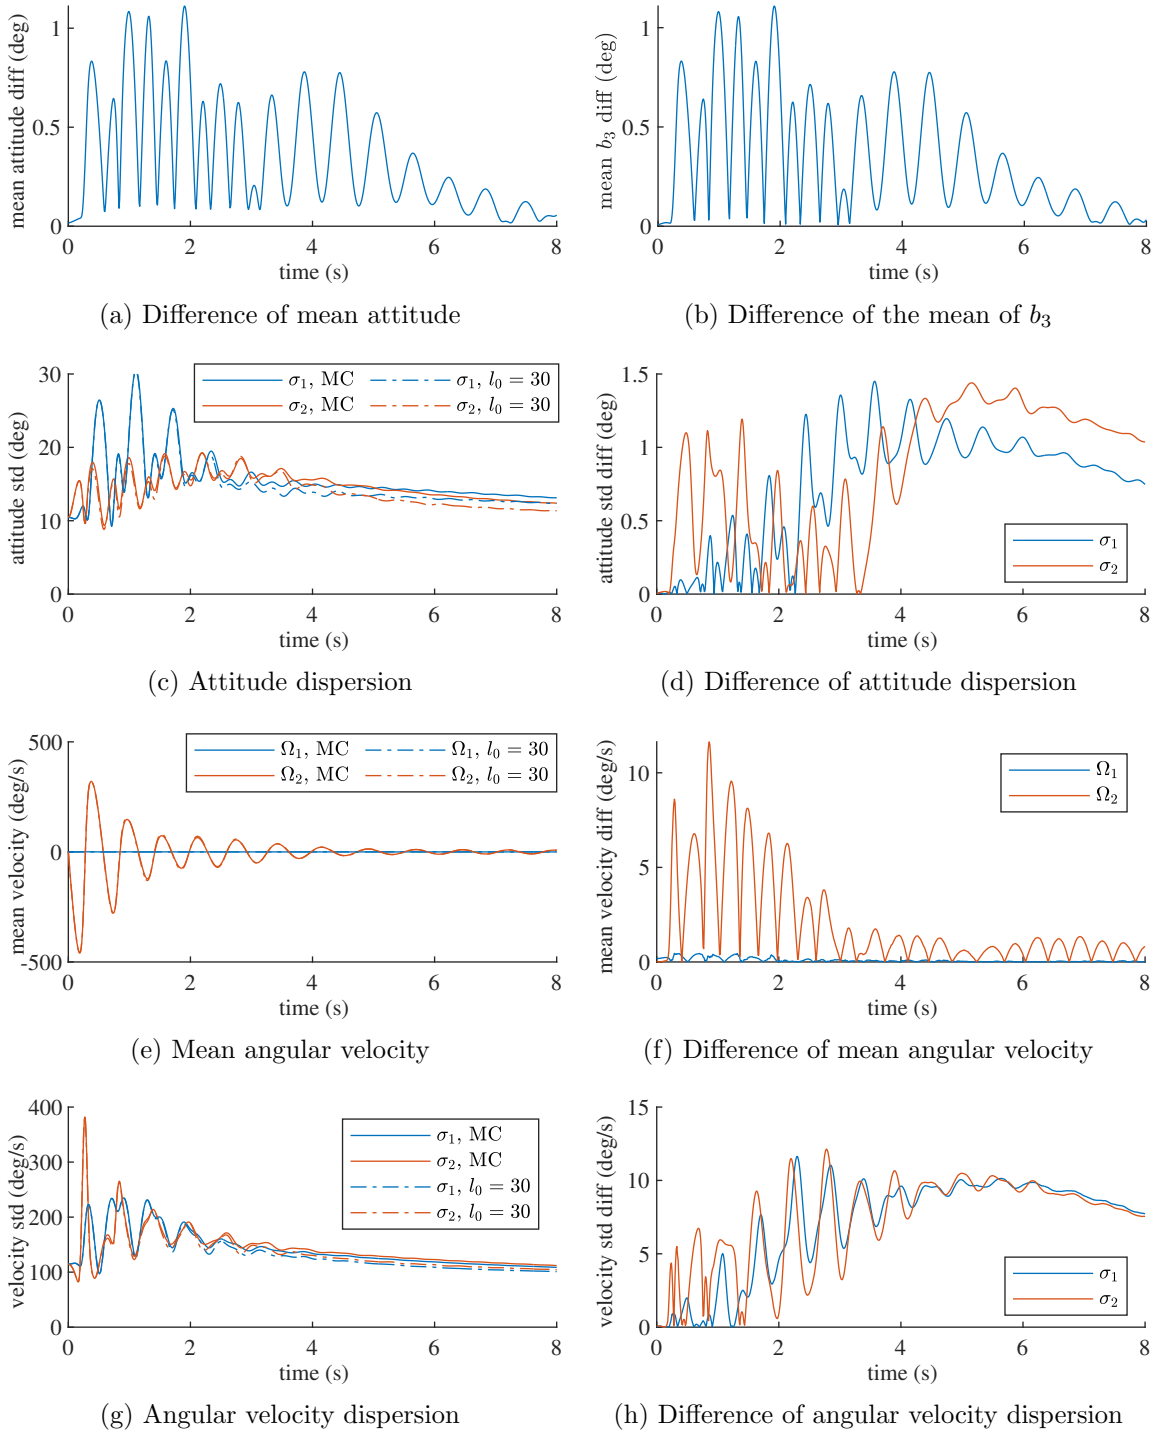 mean attitude diff (deg)
1
0.5
0
0 2 4 6 8
time (s)
(a) Difference of mean attitude
mean b₃ diff (deg)
1
0.5
0
0 2 4 6 8
time (s)
(b) Difference of the mean of b₃
attitude std (deg)
30
20
10
0
σ₁, MC σ₁, l₀ = 30
σ₂, MC σ₂, l₀ = 30
0 2 4 6 8
time (s)
(c) Attitude dispersion
attitude std diff (deg)
1.5
1
0.5
0
σ₁
σ₂
0 2 4 6 8
time (s)
(d) Difference of attitude dispersion
mean velocity (deg/s)
500
0
-500
Ω₁, MC Ω₁, l₀ = 30
Ω₂, MC Ω₂, l₀ = 30
0 2 4 6 8
time (s)
(e) Mean angular velocity
mean velocity diff (deg/s)
10
5
0
Ω₁
Ω₂
0 2 4 6 8
time (s)
(f) Difference of mean angular velocity
velocity std (deg/s)
400
300
200
100
0
σ₁, MC
σ₂, MC
σ₁, l₀ = 30
σ₂, l₀ = 30
0 2 4 6 8
time (s)
(g) Angular velocity dispersion
velocity std diff (deg/s)
15
10
5
0
σ₁
σ₂
0 2 4 6 8
time (s)
(h) Difference of angular velocity dispersion